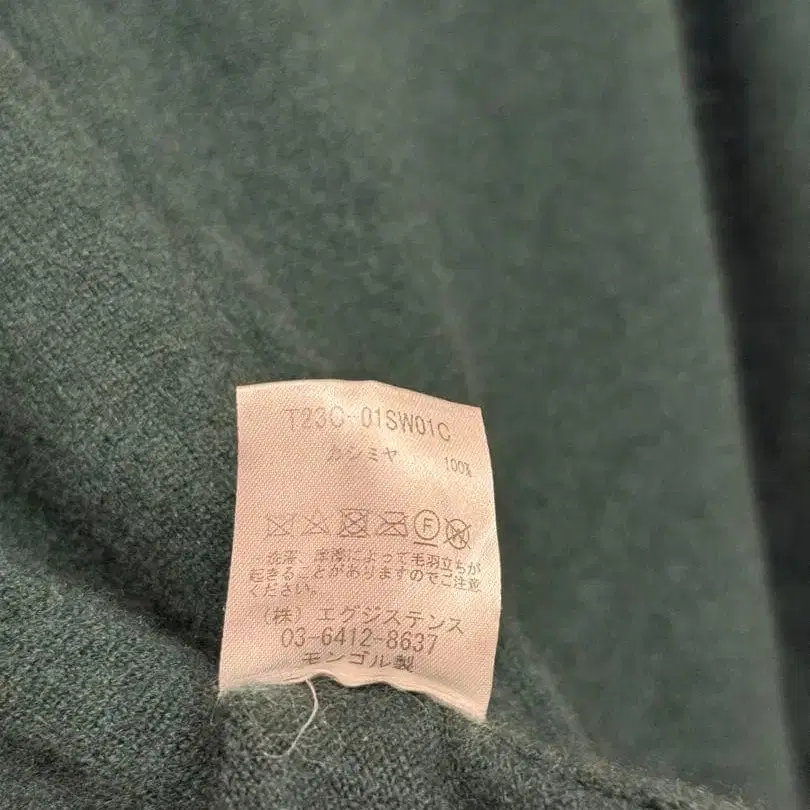 T23C-01SW01C
カシミヤ 100%
F W
・洗濯、摩擦によって毛羽立ちが
起きることがありますのでご注意
ください。
(株) エグジステンス
03-6412-8637
モンゴル製